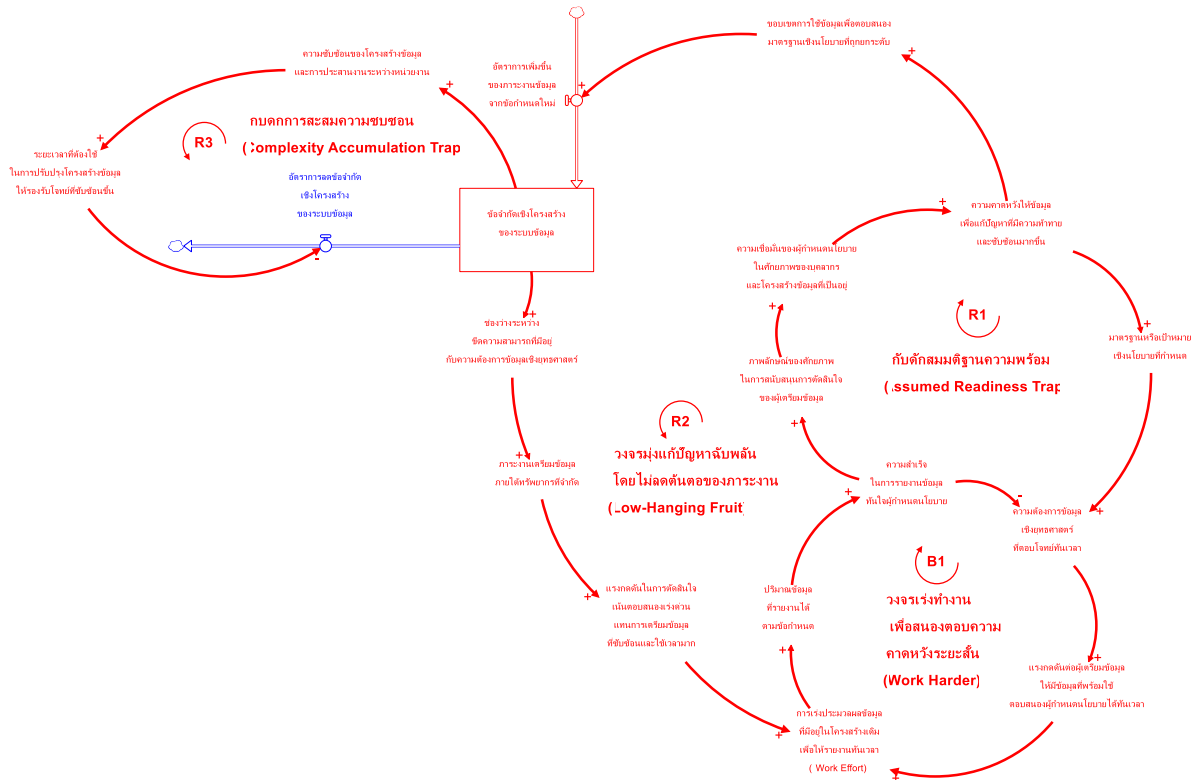 ขอบเขตการใช้ข้อมูลเพื่อตอบสนอง
มาตรฐานเชิงนโยบายที่ถูกยกระดับ
+
ความซับซ้อนของโครงสร้างข้อมูล
และการประสานงานระหว่างหน่วยงาน
+
อัตราการเพิ่มขึ้น
ของภาระงานข้อมูล
จากข้อกำหนดใหม่
+
R3
กับดักการสะสมความซับซ้อน
(Complexity Accumulation Trap
+
ระยะเวลาที่ต้องใช้
ในการปรับปรุงโครงสร้างข้อมูล
ให้รองรับโจทย์ที่ซับซ้อนขึ้น
อัตราการลดข้อจำกัด
เชิงโครงสร้าง
ของระบบข้อมูล
-
ข้อจำกัดเชิงโครงสร้าง
ของระบบข้อมูล
+
ความคาดหวังให้ข้อมูล
เพื่อแก้ปัญหาที่มีความท้าทาย
และซับซ้อนมากขึ้น
ความเชื่อมั่นของผู้กำหนดนโยบาย
ในศักยภาพของบุคลากร
และโครงสร้างข้อมูลที่เป็นอยู่
+
R1
กับดักสมมติฐานความพร้อม
(Assumed Readiness Trap
+
มาตรฐานหรือเป้าหมาย
เชิงนโยบายที่กำหนด
+
ช่องว่างระหว่าง
ขีดความสามารถที่มีอยู่
กับความต้องการข้อมูลเชิงยุทธศาสตร์
ภาพลักษณ์ของศักยภาพ
ในการสนับสนุนการตัดสินใจ
ของผู้เตรียมข้อมูล
+
R2
วงจรมุ่งแก้ปัญหาฉับพลัน
โดยไม่ลดต้นตอของภาระงาน
(Low-Hanging Fruit)
+
ภาระงานเตรียมข้อมูล
ภายใต้ทรัพยากรที่จำกัด
ความสำเร็จ
ในการรายงานข้อมูล
ทันใจผู้กำหนดนโยบาย
+
-
ความต้องการข้อมูล
เชิงยุทธศาสตร์
ที่ตอบโจทย์ทันเวลา
+
B1
วงจรเร่งทำงาน
เพื่อสนองตอบความ
คาดหวังระยะสั้น
(Work Harder)
แรงกดดันในการตัดสินใจ
เน้นตอบสนองเร่งด่วน
แทนการเตรียมข้อมูล
ที่ซับซ้อนและใช้เวลามาก
+
ปริมาณข้อมูล
ที่รายงานได้
ตามข้อกำหนด
+
+
แรงกดดันต่อผู้เตรียมข้อมูล
ให้มีข้อมูลที่พร้อมใช้
ตอบสนองผู้กำหนดนโยบายได้ทันเวลา
การเร่งประมวลผลข้อมูล
ที่มีอยู่ในโครงสร้างเดิม
เพื่อให้รายงานทันเวลา
( Work Effort)
+
+